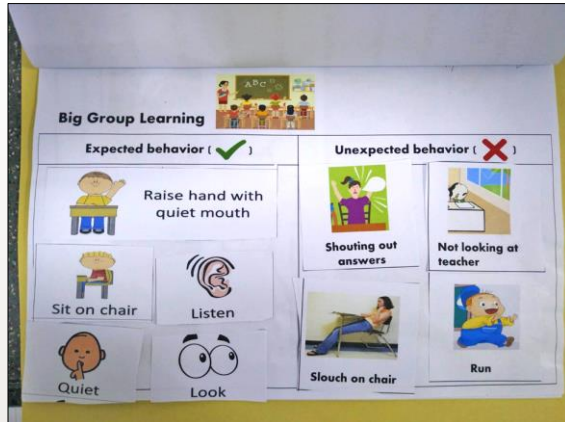 A B C
Big Group Learning
Expected behavior ( )
Unexpected behavior ( )
Raise hand with
quiet mouth
Shouting out
answers
Not looking at
teacher
Sit on chair
Listen
Slouch on chair
Run
Quiet
Look